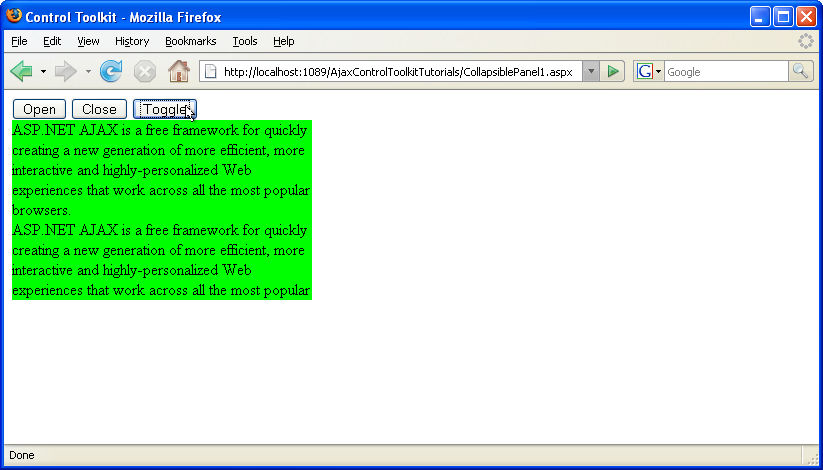 Control Toolkit - Mozilla Firefox
File Edit View History Bookmarks Tools Help
http://localhost:1089/AjaxControlToolkitTutorials/CollapsiblePanel1.aspx G Google
Open Close Toggle
ASP.NET AJAX is a free framework for quickly
creating a new generation of more efficient, more
interactive and highly-personalized Web
experiences that work across all the most popular
browsers.
ASP.NET AJAX is a free framework for quickly
creating a new generation of more efficient, more
interactive and highly-personalized Web
experiences that work across all the most popular
Done